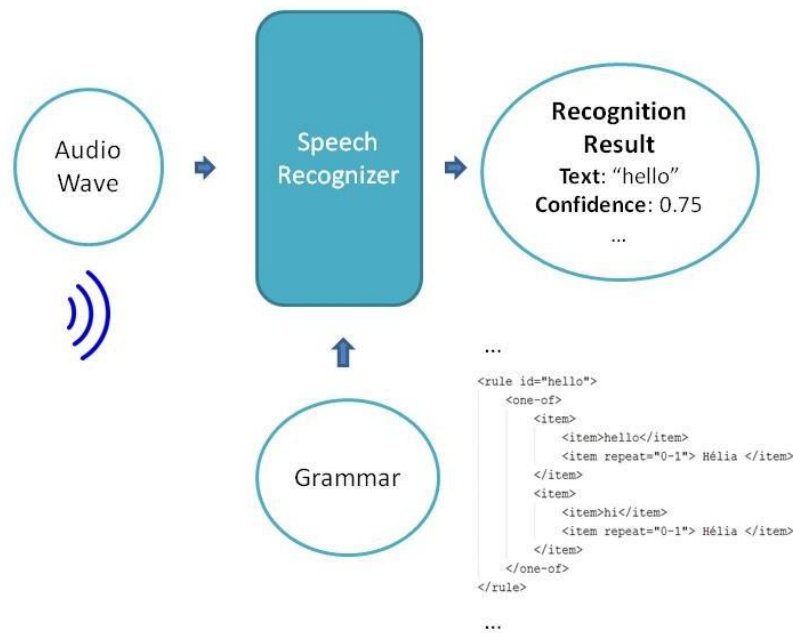 Audio
Wave
Speech
Recognizer
Recognition
Result
Text: “hello”
Confidence: 0.75
...
Grammar
...
<rule id="hello">
    <one-of>
        <item>
            <item>hello</item>
            <item repeat="0-1"> Hélia </item>
        </item>
        <item>
            <item>hi</item>
            <item repeat="0-1"> Hélia </item>
        </item>
    </one-of>
</rule>
...